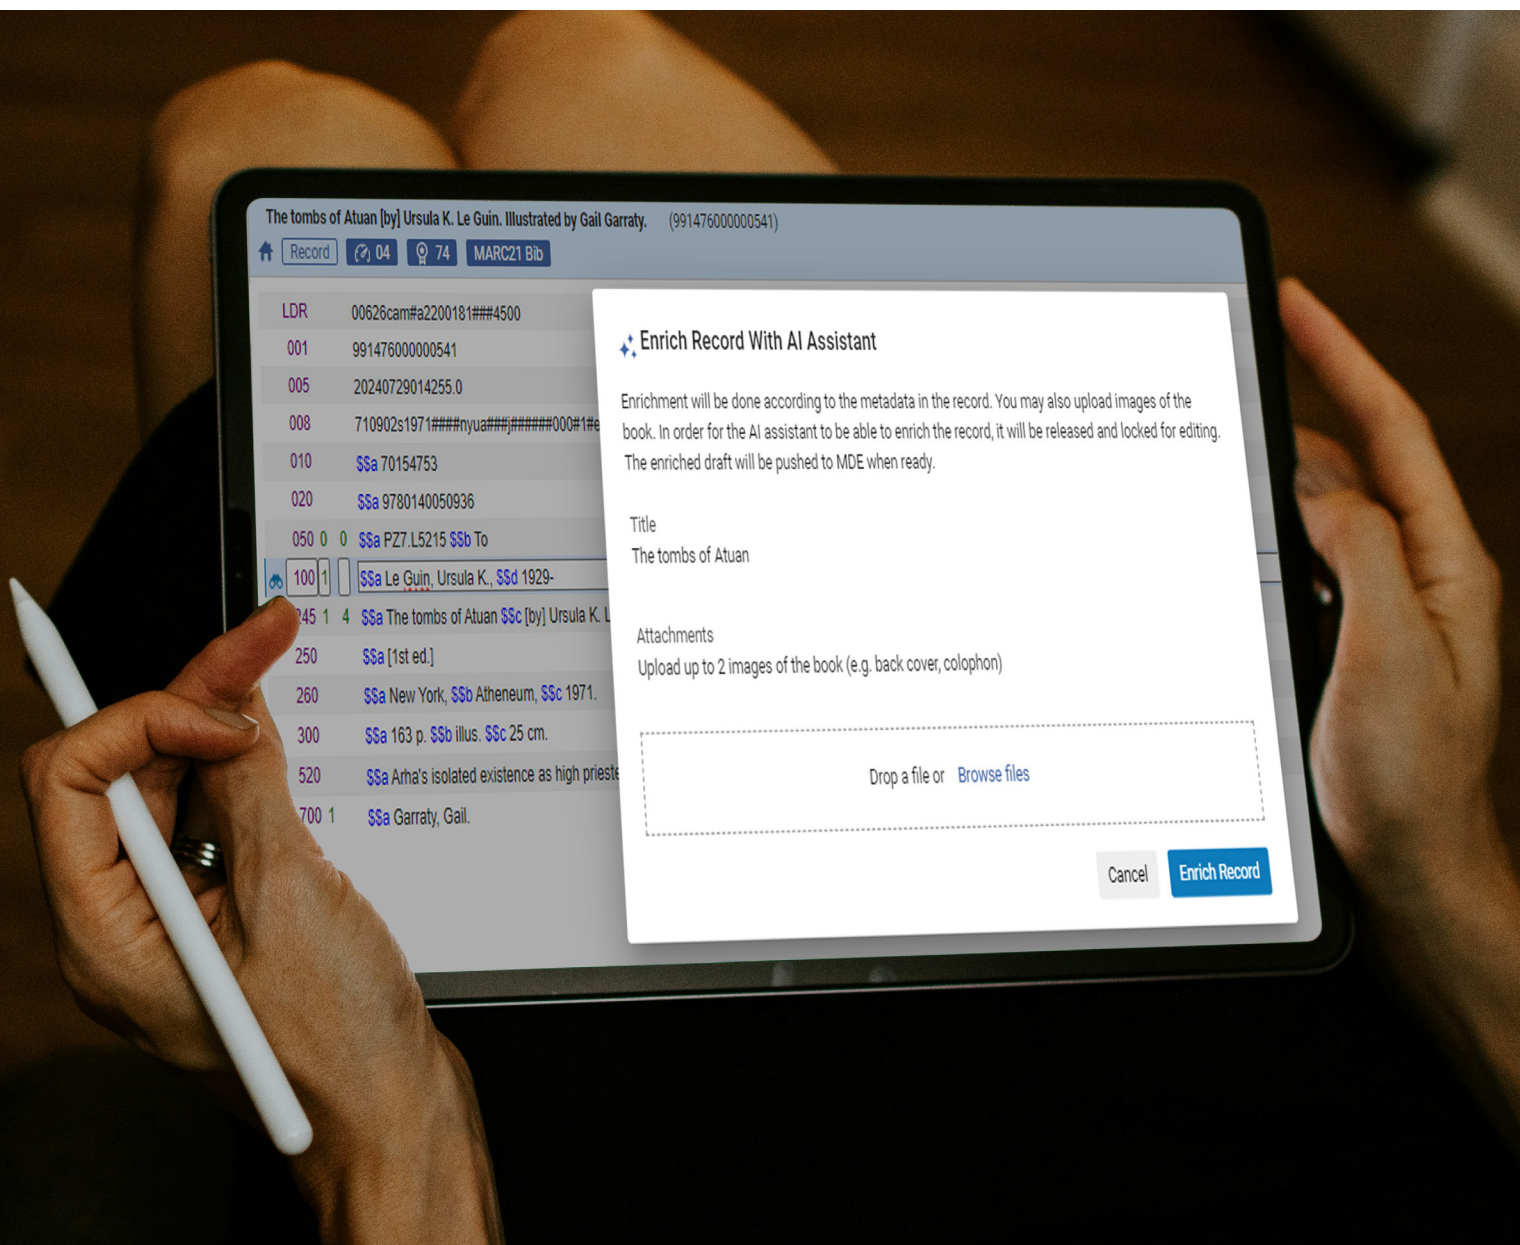 The tombs of Atuan [by] Ursula K. Le Guin. Illustrated by Gail Garraty. (991476000000541)
Record 04 74 MARC21 Bib
LDR 00626cam#a2200181###4500
001 991476000000541
005 20240729014255.0
008 710902s1971####nyua###j######000#1#e
010 $$a 70154753
020 $$a 9780140050936
050 0 0 $$a PZ7.L5215 $$b To
100 1 $$a Le Guin, Ursula K., $$d 1929-
245 1 4 $$a The tombs of Atuan $$c [by] Ursula K. L
250 $$a [1st ed.]
260 $$a New York, $$b Atheneum, $$c 1971.
300 $$a 163 p. $$b illus. $$c 25 cm.
520 $$a Arha's isolated existence as high prieste
700 1 $$a Garraty, Gail.
Enrich Record With AI Assistant
Enrichment will be done according to the metadata in the record. You may also upload images of the
book. In order for the AI assistant to be able to enrich the record, it will be released and locked for editing.
The enriched draft will be pushed to MDE when ready.
Title
The tombs of Atuan
Attachments
Upload up to 2 images of the book (e.g. back cover, colophon)
Drop a file or Browse files
Cancel Enrich Record